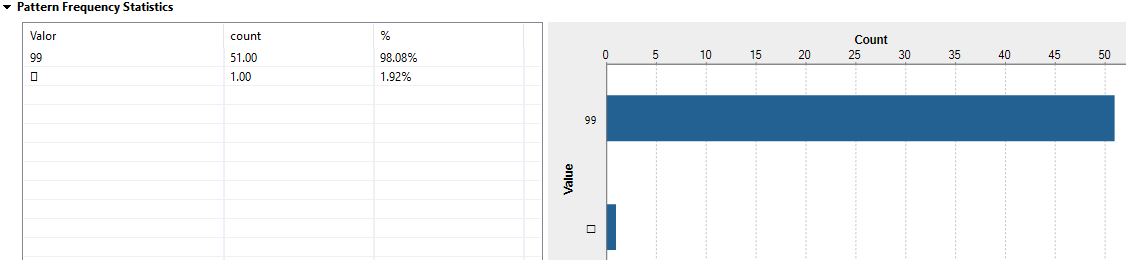 Pattern Frequency Statistics
Valor count %
99 51.00 98.08%
▯ 1.00 1.92%
Count
0 5 10 15 20 25 30 35 40 45 50
99
Value
□